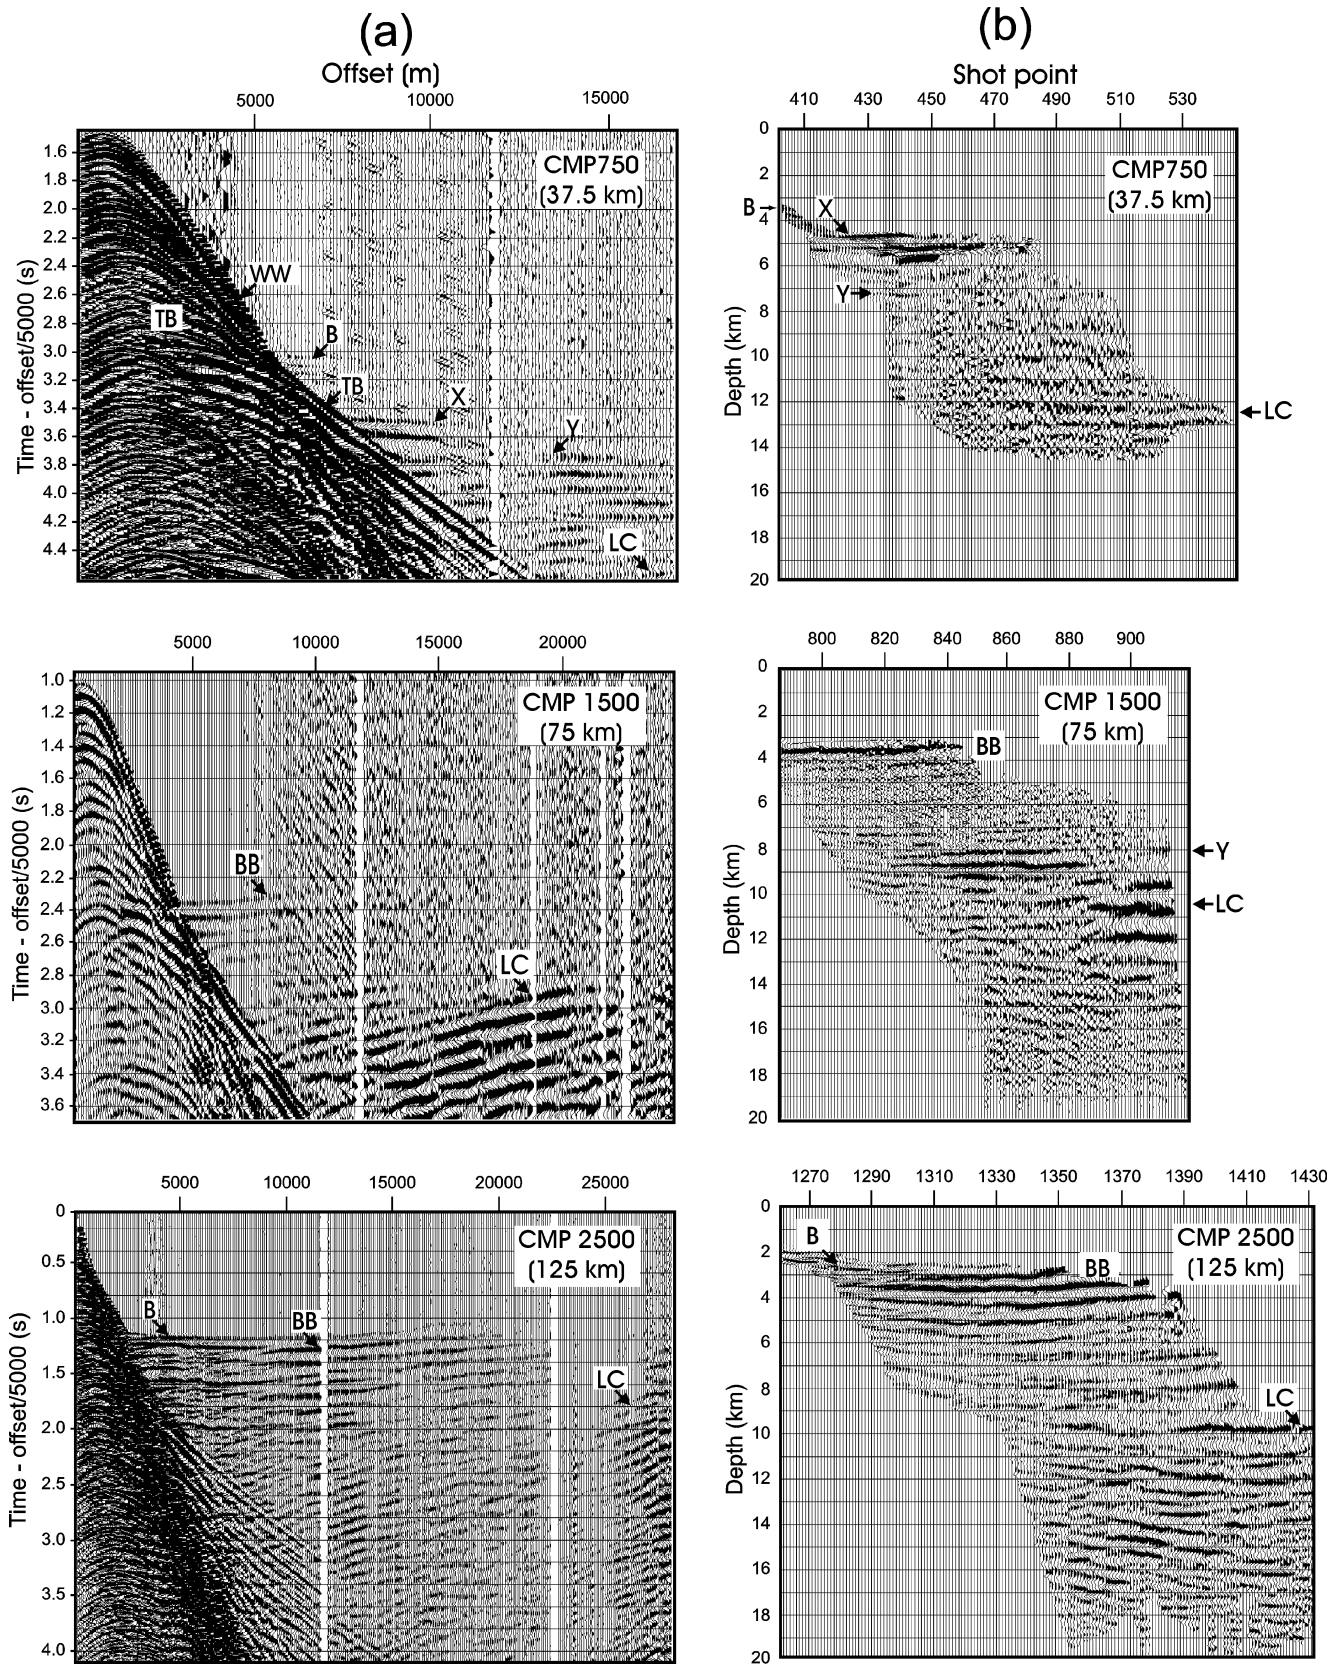 (a)
(b)
Offset (m)
Shot point
5000 10000 15000
410 430 450 470 490 510 530
Time - offset/5000 (s)
1.6
1.8
2.0
2.2
2.4
2.6
2.8
3.0
3.2
3.4
3.6
3.8
4.0
4.2
4.4
CMP750
(37.5 km)
WW
TB
B
TB
X
Y
LC
Depth (km)
0
2
4
6
8
10
12
14
16
18
20
CMP750
(37.5 km)
B
X
Y
LC
5000 10000 15000 20000
800 820 840 860 880 900
Time - offset/5000 (s)
1.0
1.2
1.4
1.6
1.8
2.0
2.2
2.4
2.6
2.8
3.0
3.2
3.4
3.6
CMP 1500
(75 km)
BB
LC
Depth (km)
0
2
4
6
8
10
12
14
16
18
20
CMP 1500
(75 km)
BB
Y
LC
5000 10000 15000 20000 25000
1270 1290 1310 1330 1350 1370 1390 1410 1430
Time - offset/5000 (s)
0
0.5
1.0
1.5
2.0
2.5
3.0
3.5
4.0
CMP 2500
(125 km)
B
BB
LC
Depth (km)
0
2
4
6
8
10
12
14
16
18
20
B
BB
CMP 2500
(125 km)
LC